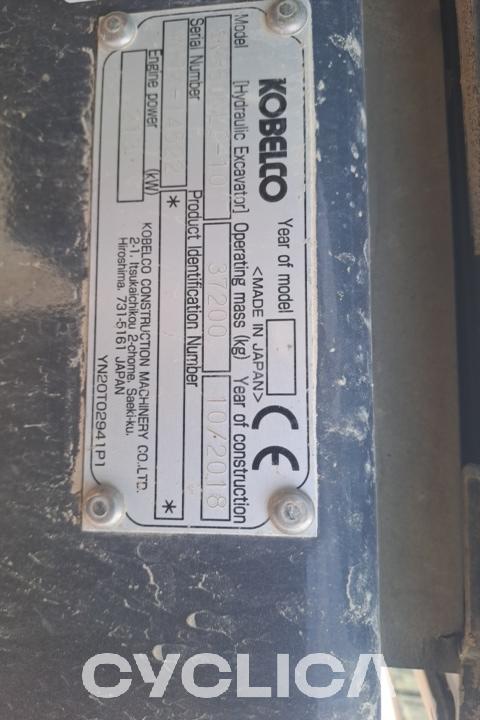 KOBELCO
Year of model
<MADE IN JAPAN>
CE
Model [Hydraulic Excavator] Operating mass (kg) Year of construction
37200 10/2018
Serial Number Product Identification Number
* *
Engine power (kW)
KOBELCO CONSTRUCTION MACHINERY CO.,LTD.
2-1, Itsukaichikou 2-chome, Saeki-ku,
Hiroshima, 731-5161 JAPAN
YN20T02941P1
CYCLICA